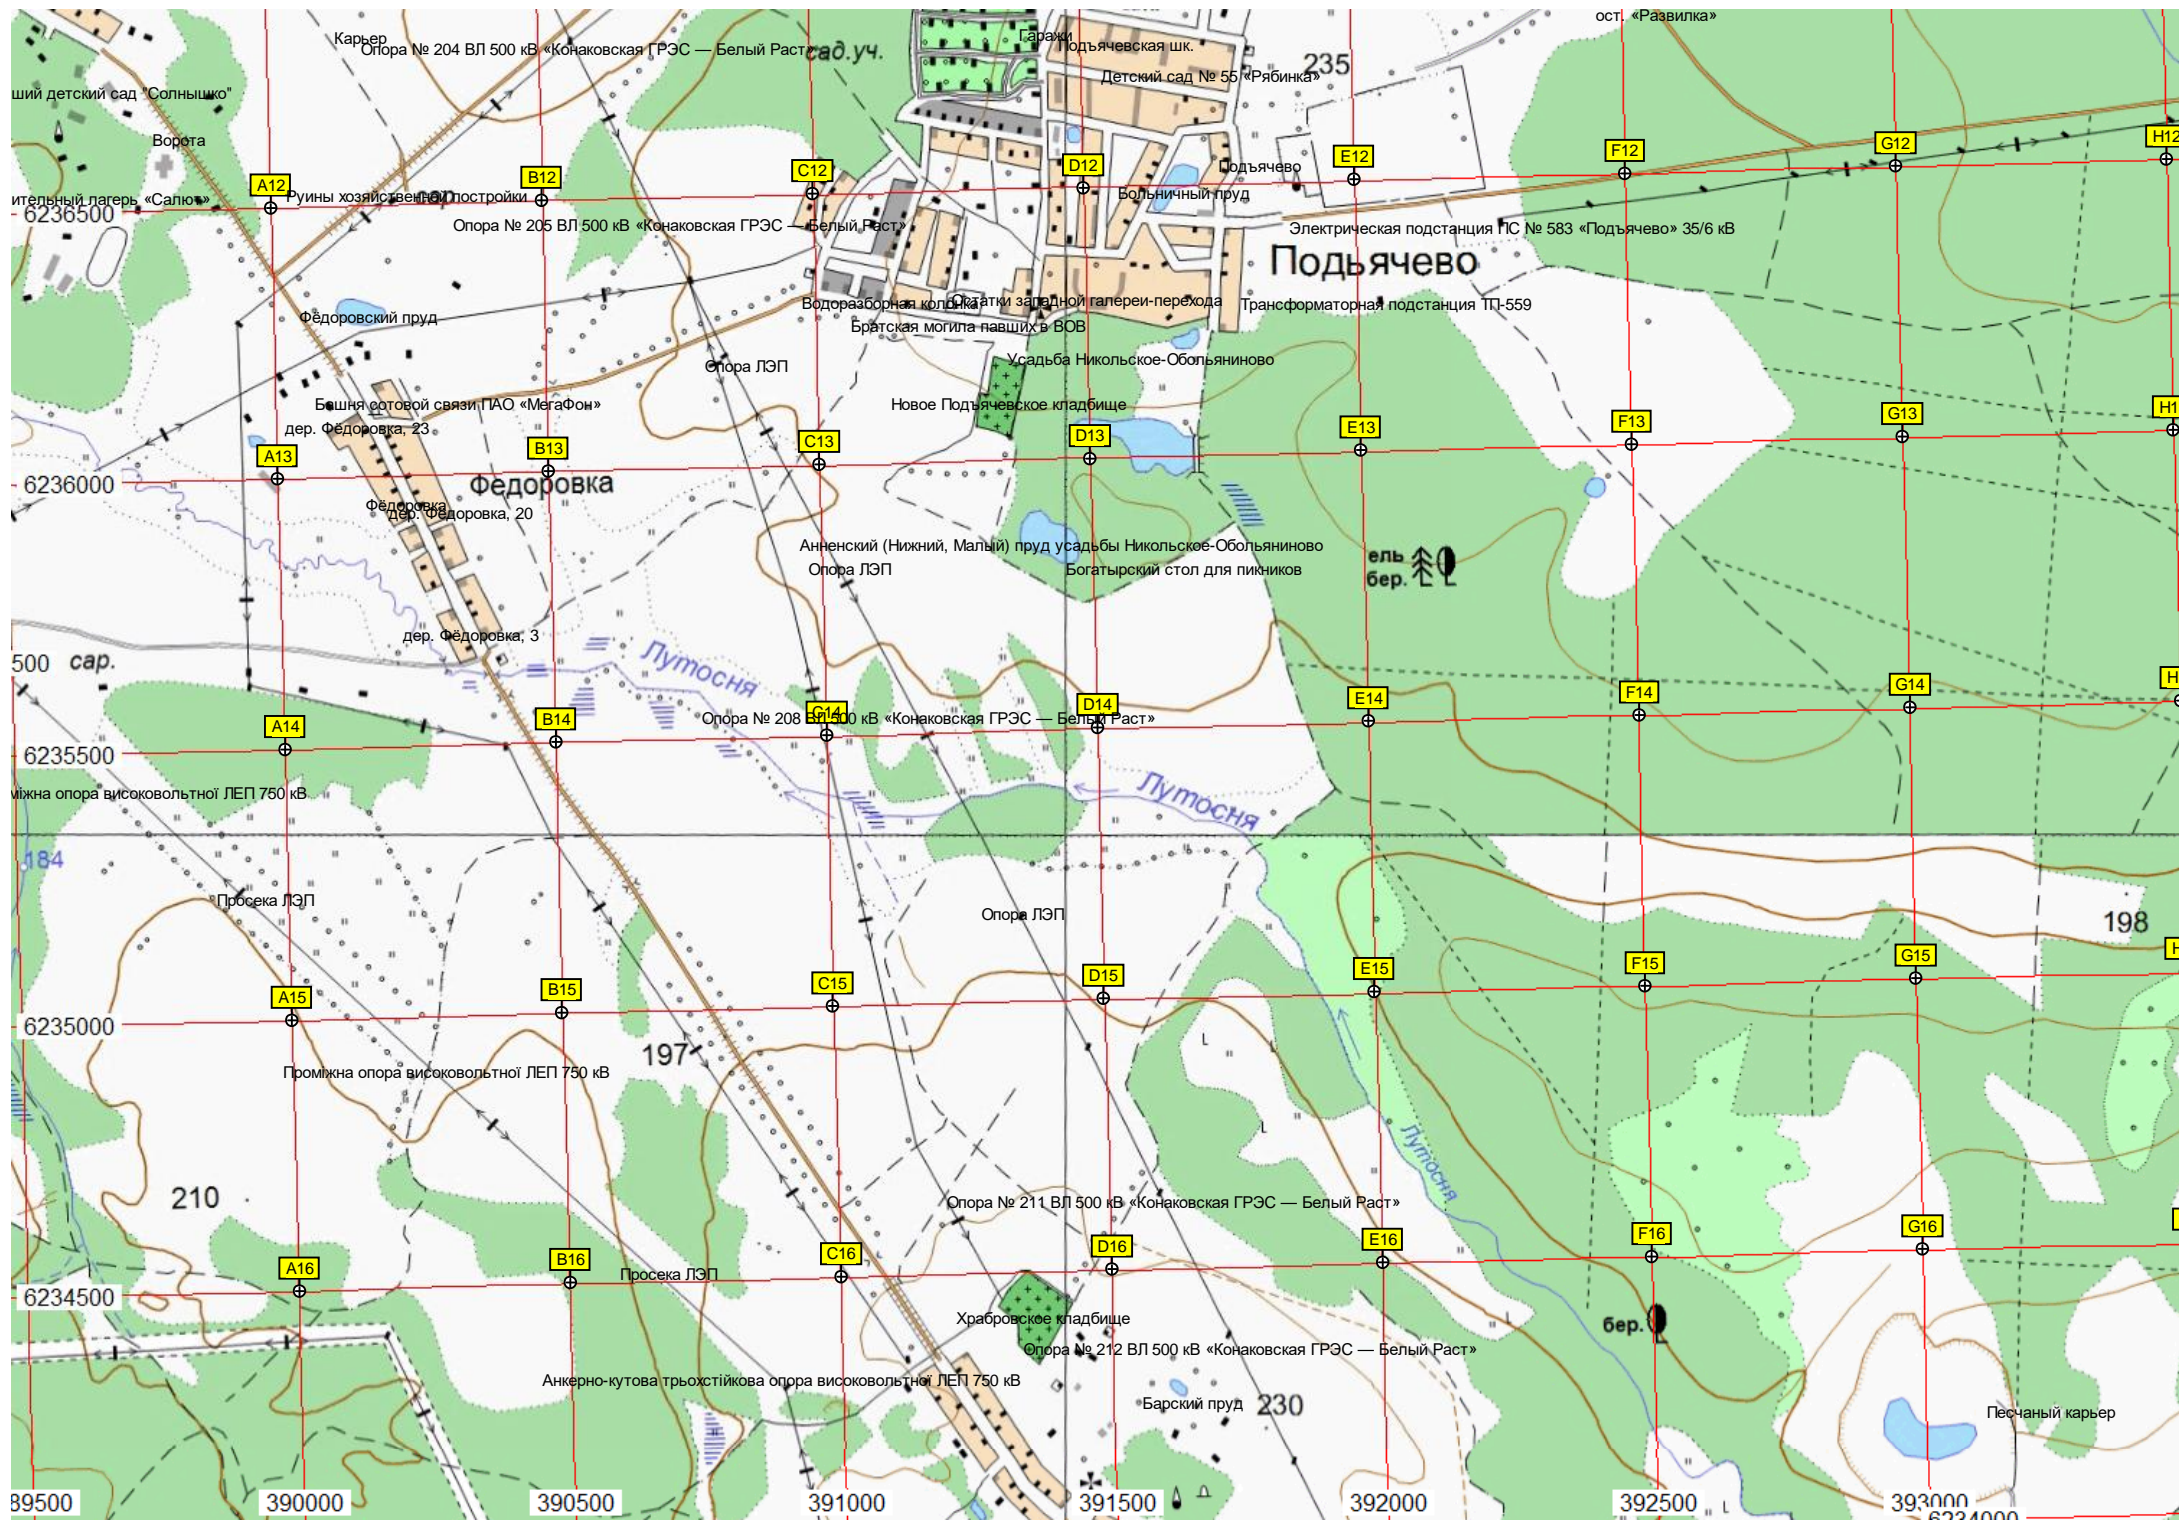 ост. «Развилка»
Карьер
Гаражи
Опора № 204 ВЛ 500 кВ «Конаковская ГРЭС — Белый Раст»
сад.уч.
Подъячевская шк.
235
Детский сад № 55 «Рябинка»
ший детский сад "Солнышко"
Ворота
A12
B12
C12
D12
E12
F12
G12
H12
Подъячево
ительный лагерь «Салют»
Руины хозяйственной постройки
сар.
Больничный пруд
6236500
Опора № 205 ВЛ 500 кВ «Конаковская ГРЭС — Белый Раст»
Электрическая подстанция ПС № 583 «Подъячево» 35/6 кВ
Подьячево
Водоразборная колонка
Остатки западной галереи-перехода
Трансформаторная подстанция ТП-559
Фёдоровский пруд
Братская могила павших в ВОВ
Усадьба Никольское-Обольяниново
Опора ЛЭП
Башня сотовой связи ПАО «МегаФон»
Новое Подъячевское кладбище
дер. Фёдоровка, 23
A13
B13
C13
D13
E13
F13
G13
H1
6236000
Федоровка
Фёдоровка
дер. Фёдоровка, 20
Анненский (Нижний, Малый) пруд усадьбы Никольское-Обольяниново
ель
бер.
Опора ЛЭП
Богатырский стол для пикников
дер. Фёдоровка, 3
500
сар.
Лутосня
A14
B14
C14
D14
E14
F14
G14
H
Опора № 208 ВЛ 500 кВ «Конаковская ГРЭС — Белый Раст»
6235500
міжна опора високовольтної ЛЕП 750 кВ
Лутосня
184
Просека ЛЭП
Опора ЛЭП
198
A15
B15
C15
D15
E15
F15
G15
H
6235000
197
Проміжна опора високовольтної ЛЕП 750 кВ
Лутосня
210
Опора № 211 ВЛ 500 кВ «Конаковская ГРЭС — Белый Раст»
A16
B16
C16
D16
E16
F16
G16
Просека ЛЭП
6234500
Храбровское кладбище
бер.
Опора № 212 ВЛ 500 кВ «Конаковская ГРЭС — Белый Раст»
Анкерно-кутова трьохстійкова опора високовольтної ЛЕП 750 кВ
Барский пруд
230
Песчаный карьер
89500
390000
390500
391000
391500
392000
392500
393000
6234000